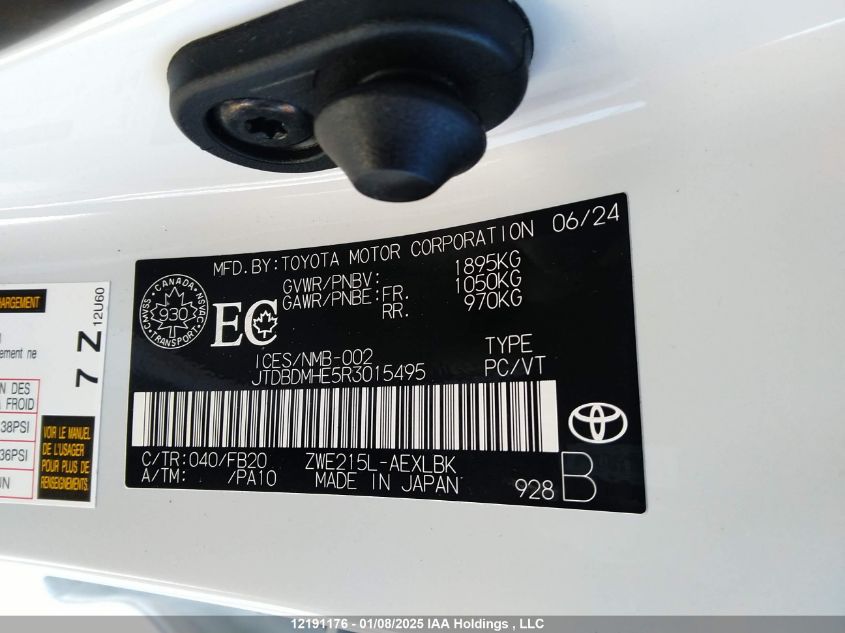 MFD. BY: TOYOTA MOTOR CORPORATION 06/24
GVWR/PNBV: 1895KG
GAWR/PNBE: FR. 1050KG
RR. 970KG
CANADA
CMVSS NSVAC
930
TRANSPORT
EC
ICES/NMB-002
JTDBDMHE5R3015495
TYPE
PC/VT
C/TR: 040/FB20 ZWE215L-AEXLBK
A/TM: /PA10 MADE IN JAPAN
928 B
7 Z 12U60
ement ne
N DES
FROID
38PSI
36PSI
UN
VOIR LE MANUEL
DE L'USAGER
POUR PLUS DE
RENSEIGNEMENTS
12191176 - 01/08/2025 IAA Holdings , LLC